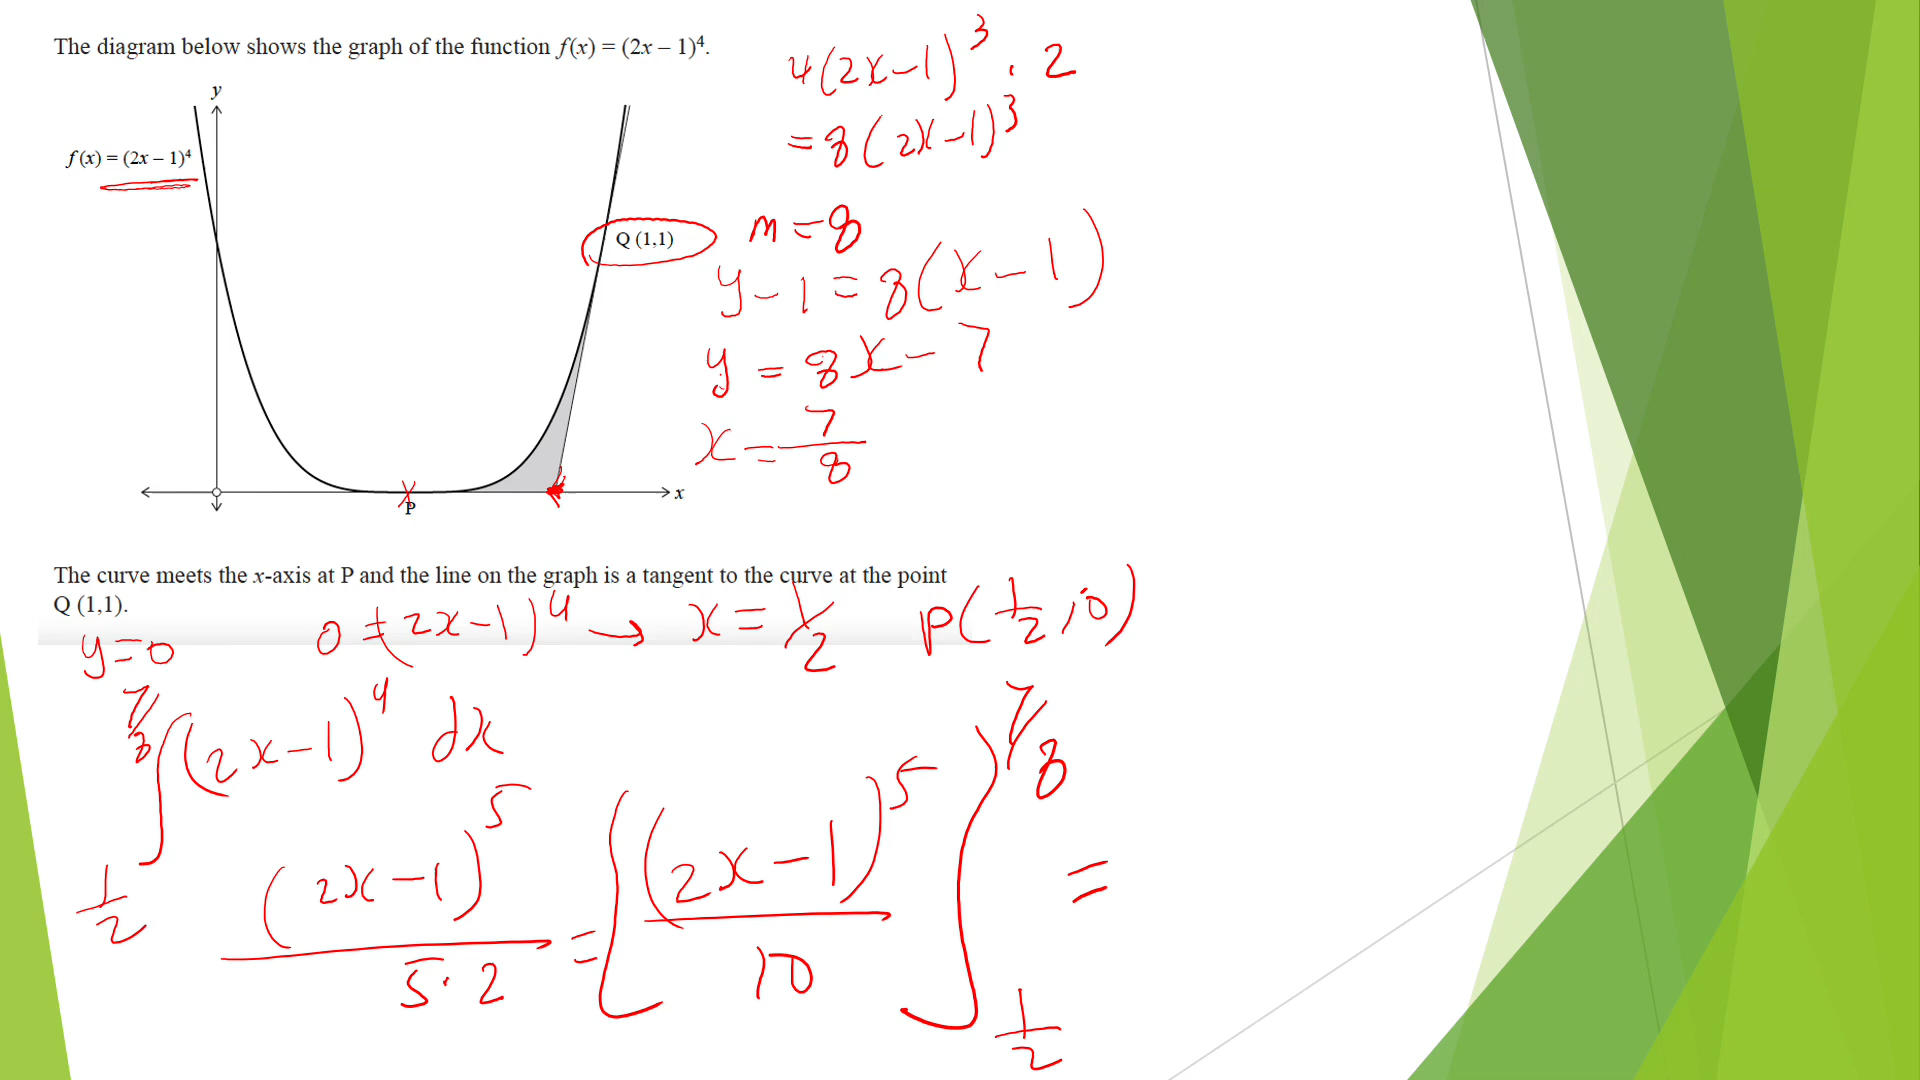 The diagram below shows the graph of the function f(x) = (2x – 1)⁴.
y
f(x) = (2x – 1)⁴
Q (1,1)
x
P
4(2x-1)³ · 2
= 8(2x-1)³
m = 8
y - 1 = 8(x - 1)
y = 8x - 7
x = 7/8
The curve meets the x-axis at P and the line on the graph is a tangent to the curve at the point
Q (1,1).
y = 0
0 = (2x-1)⁴ → x = 1/2 P(1/2, 0)
∫_{1/2}^{7/8} (2x-1)⁴ dx
(2x-1)⁵/(5·2) = [(2x-1)⁵/10]_{1/2}^{7/8} =